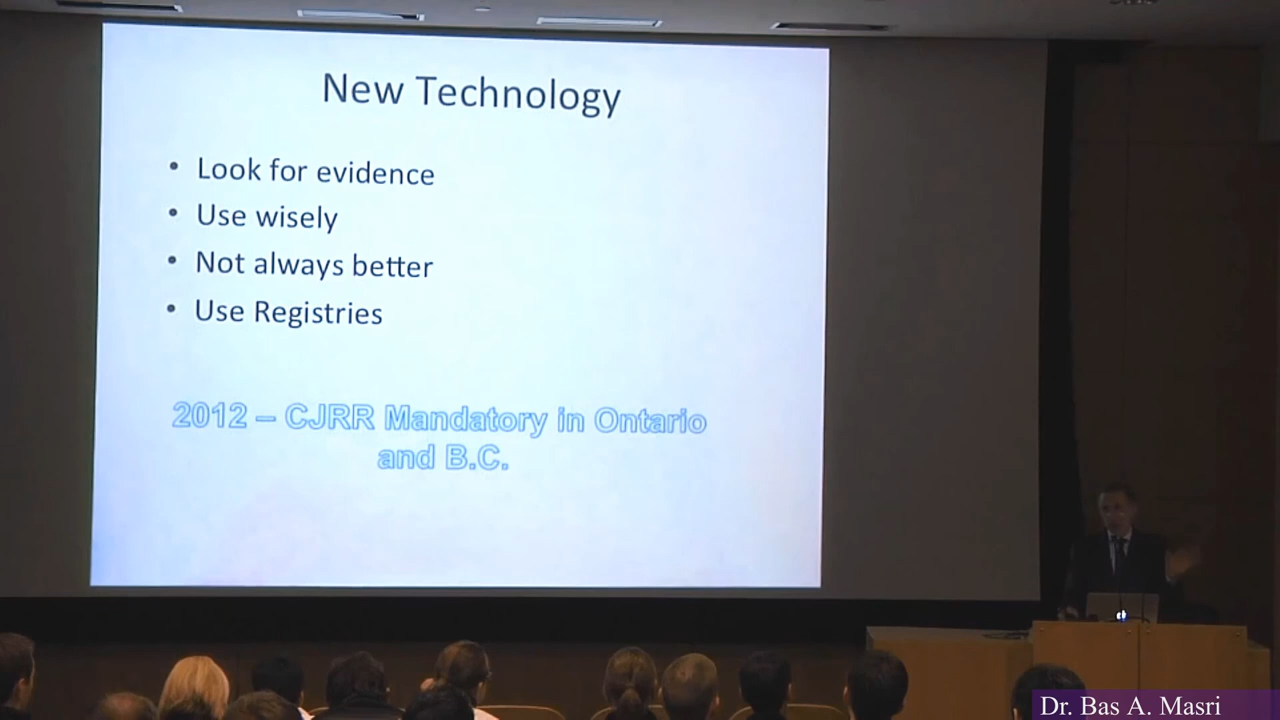 New Technology
• Look for evidence
• Use wisely
• Not always better
• Use Registries
2012 – CJRR Mandatory in Ontario
and B.C.
Dr. Bas A. Masri